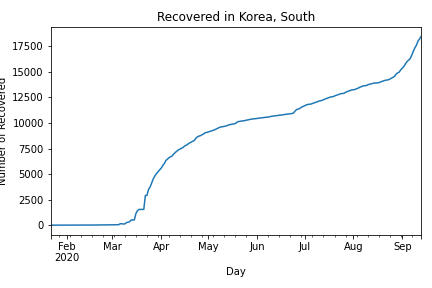 Recovered in Korea, South
Number of Recovered
17500
15000
12500
10000
7500
5000
2500
0
Feb Mar Apr May Jun Jul Aug Sep
2020
Day